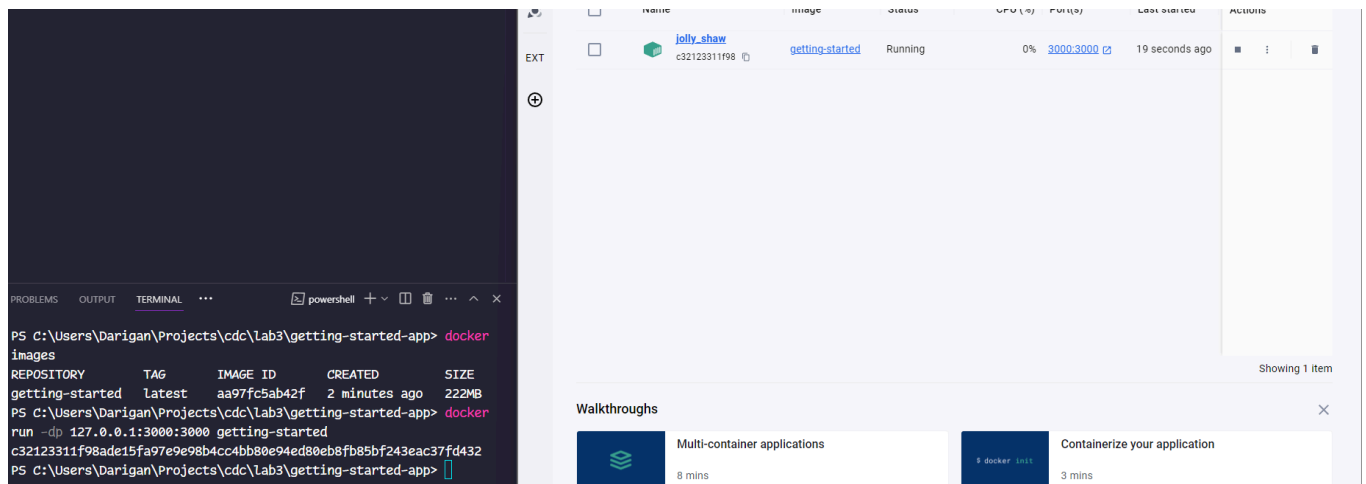 Name Image Status CPU (%) Port(s) Last started Actions
jolly_shaw
c32123311f98
getting-started Running 0% 3000:3000 19 seconds ago
EXT
Showing 1 item
Walkthroughs
Multi-container applications
8 mins
$ docker init
Containerize your application
3 mins
PROBLEMS OUTPUT TERMINAL ··· powershell
PS C:\Users\Darigan\Projects\cdc\lab3\getting-started-app> docker
images
REPOSITORY TAG IMAGE ID CREATED SIZE
getting-started latest aa97fc5ab42f 2 minutes ago 222MB
PS C:\Users\Darigan\Projects\cdc\lab3\getting-started-app> docker
run -dp 127.0.0.1:3000:3000 getting-started
c32123311f98ade15fa97e9e98b4cc4bb80e94ed80eb8fb85bf243eac37fd432
PS C:\Users\Darigan\Projects\cdc\lab3\getting-started-app>